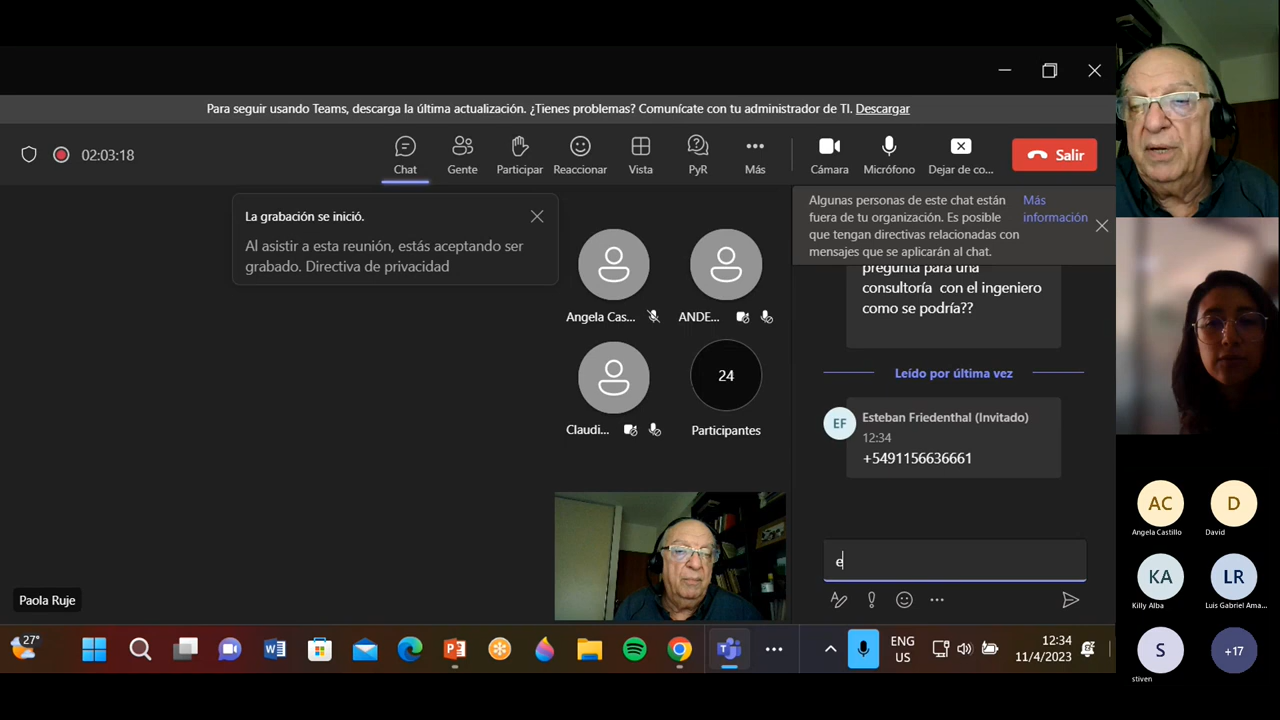 Para seguir usando Teams, descarga la última actualización. ¿Tienes problemas? Comunícate con tu administrador de TI. Descargar
02:03:18
Chat
Gente
Participar
Reaccionar
Vista
PyR
Más
Cámara
Micrófono
Dejar de co...
Salir
La grabación se inició.
Al asistir a esta reunión, estás aceptando ser
grabado. Directiva de privacidad
Angela Cas...
ANDE...
Claudi...
24
Participantes
Paola Ruje
Algunas personas de este chat están
fuera de tu organización. Es posible
que tengan directivas relacionadas con
mensajes que se aplicarán al chat.
Más
información
pregunta para una
consultoría con el ingeniero
como se podría??
Leído por última vez
EF
Esteban Friedenthal (Invitado)
12:34
+5491156636661
e
27°
ENG
US
12:34
11/4/2023
AC
Angela Castillo
D
David
KA
Killy Alba
LR
Luis Gabriel Ama...
S
stiven
+17